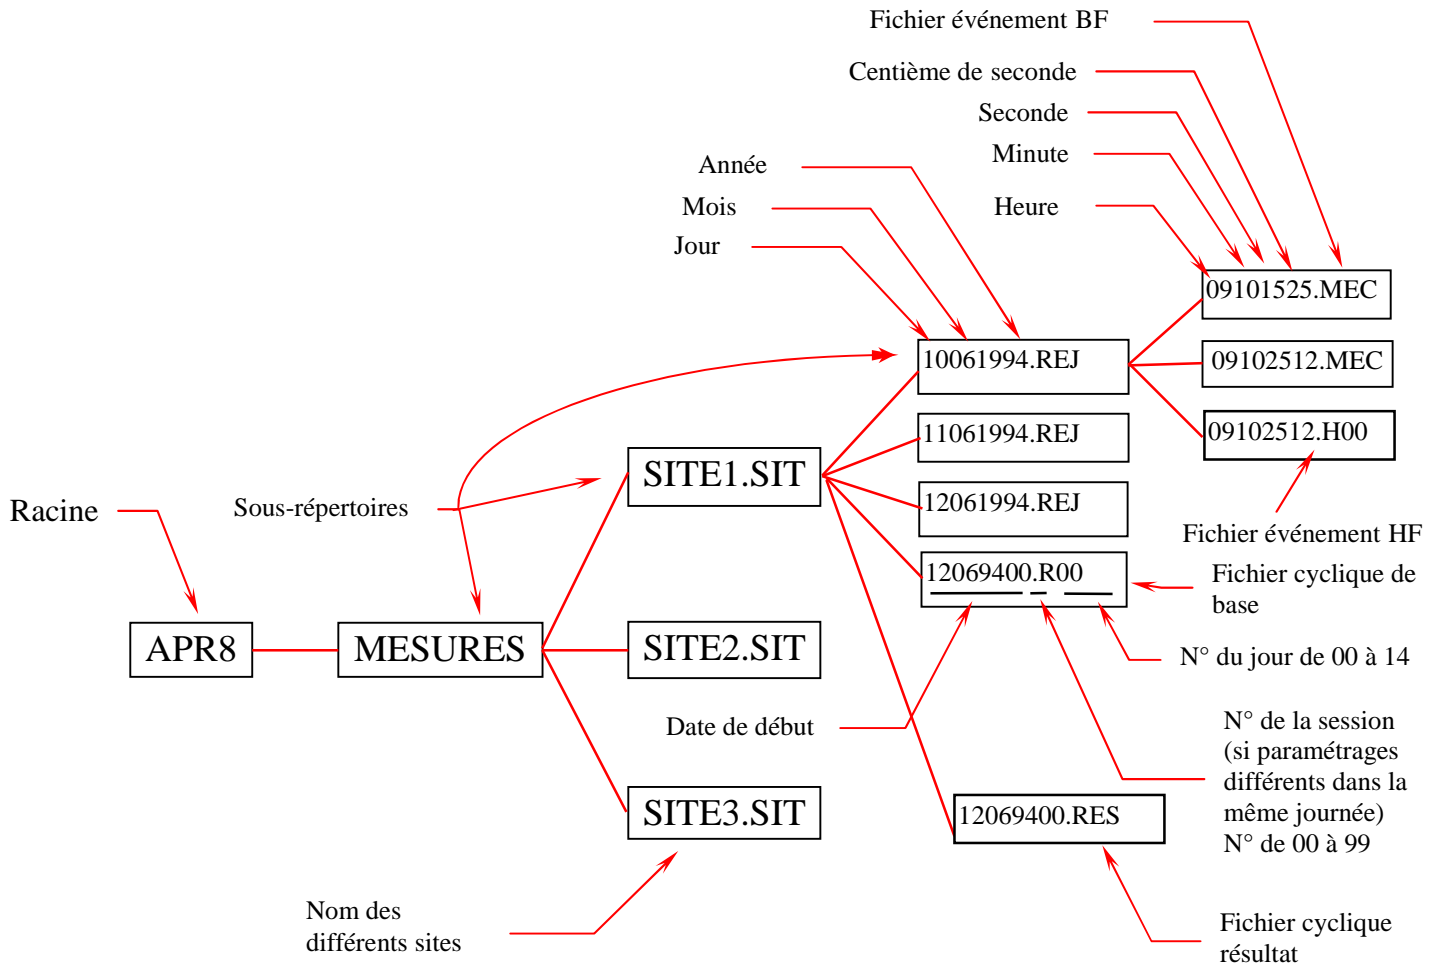 Fichier événement BF
Centième de seconde
Seconde
Minute
Heure
Année
Mois
Jour
09101525.MEC
10061994.REJ
09102512.MEC
11061994.REJ
09102512.H00
SITE1.SIT
12061994.REJ
Racine
Sous-répertoires
Fichier événement HF
12069400.R00
Fichier cyclique de
base
APR8
MESURES
SITE2.SIT
N° du jour de 00 à 14
Date de début
N° de la session
(si paramétrages
différents dans la
même journée)
N° de 00 à 99
SITE3.SIT
12069400.RES
Nom des
différents sites
Fichier cyclique
résultat